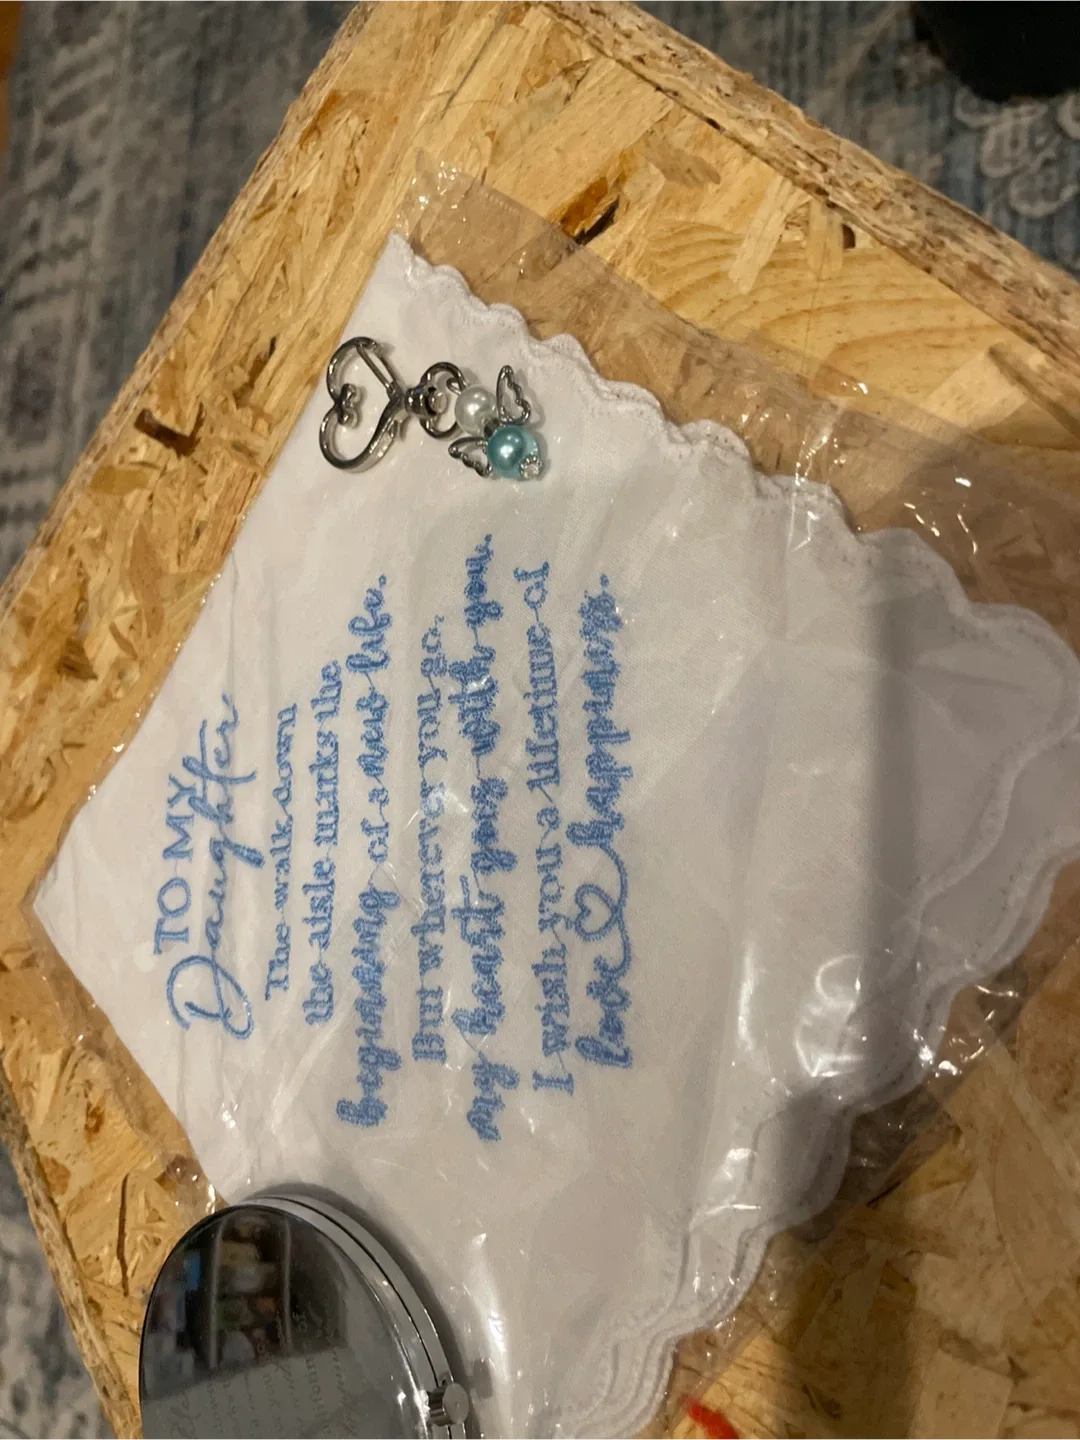 TO MY
Daughter
The walk down
the aisle marks the
beginning of a new life.
But wherever you go,
my heart goes with you.
I wish you a lifetime of
love happiness.